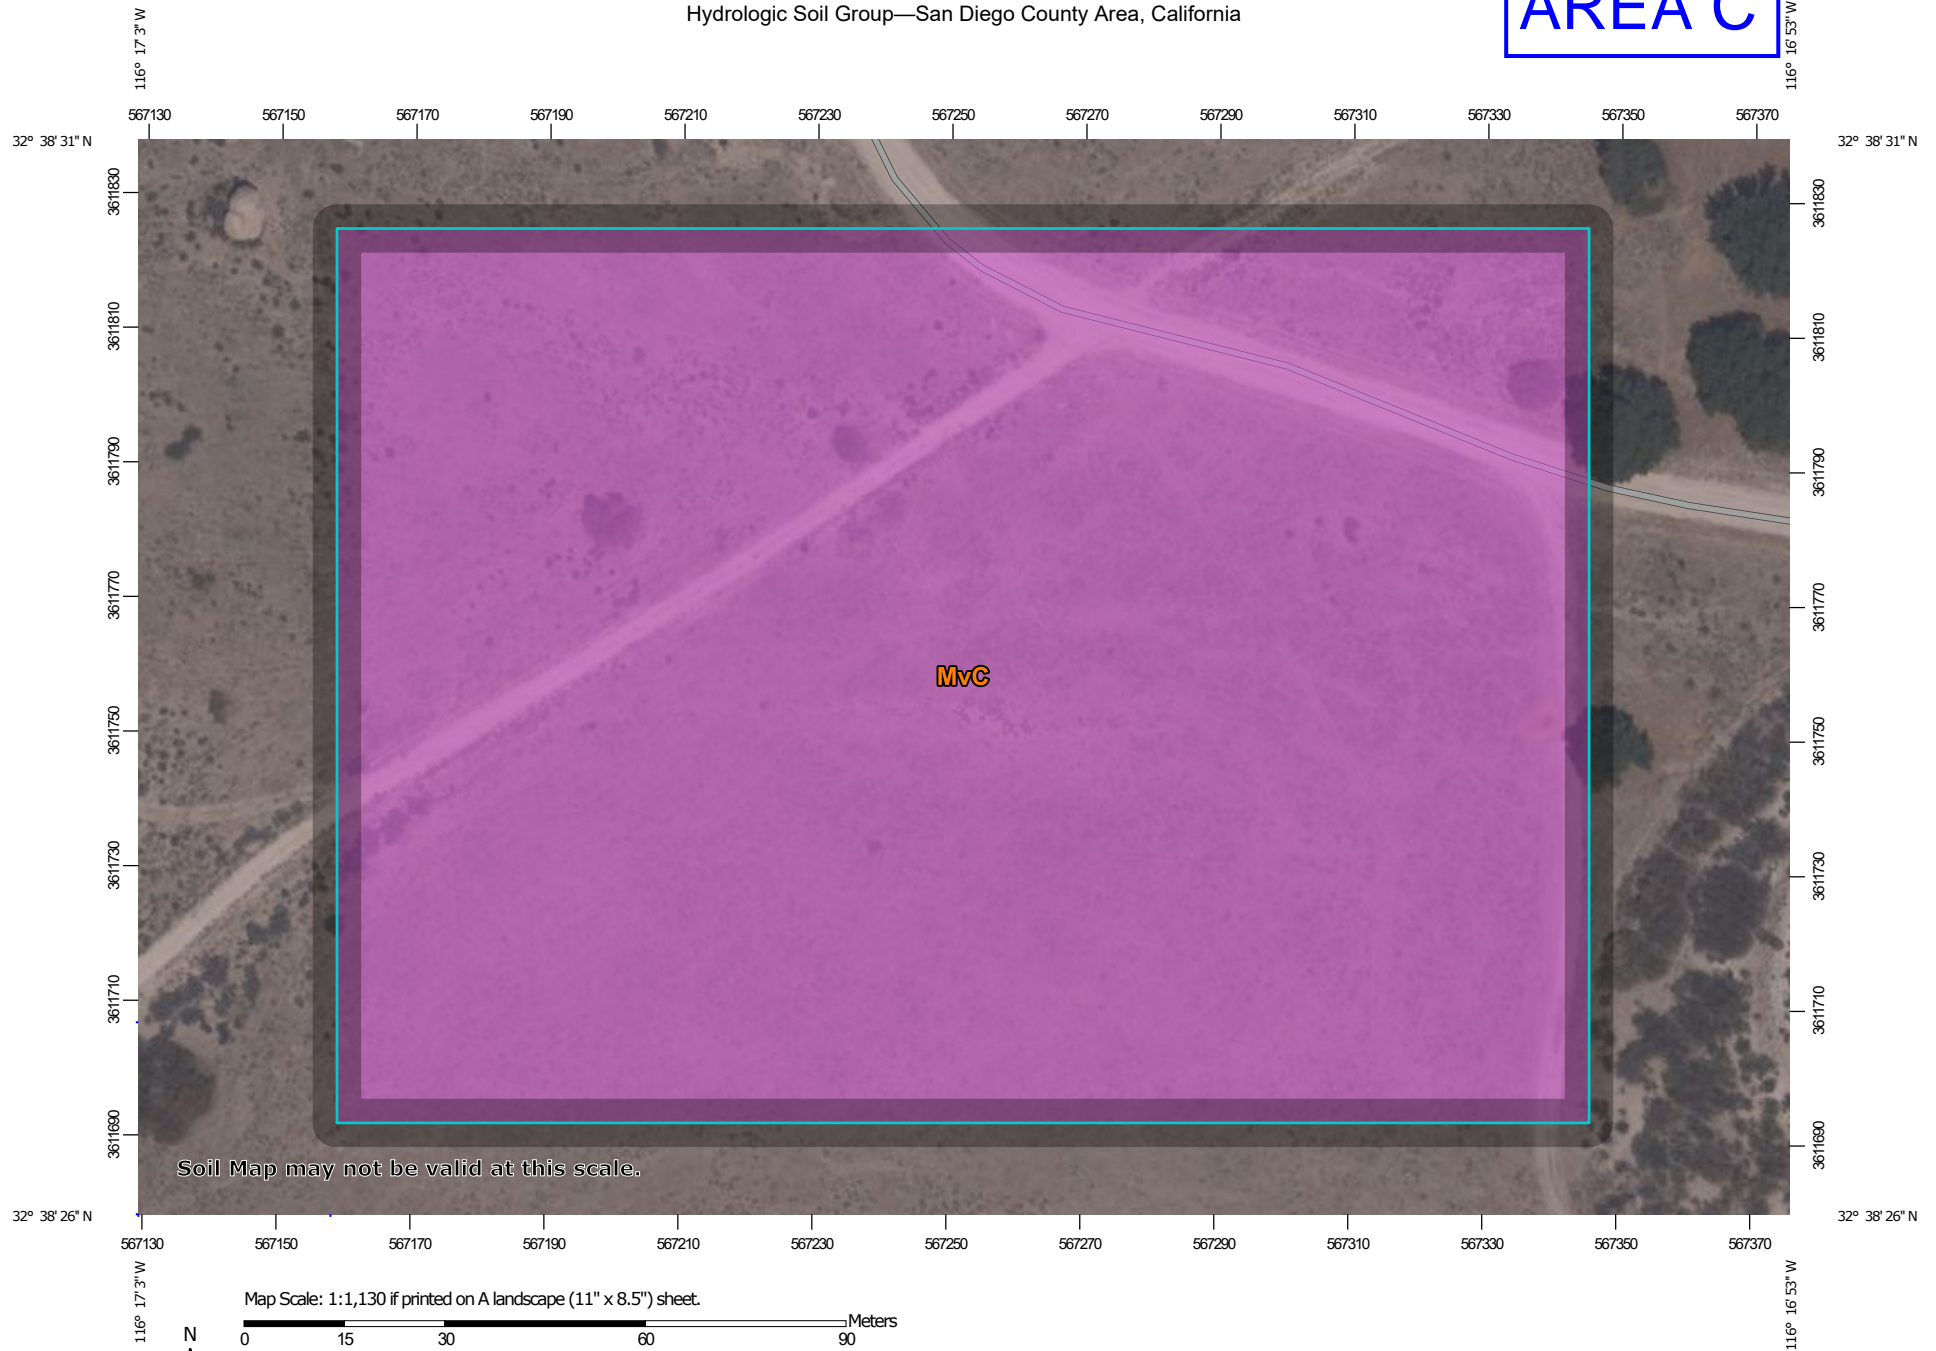 Hydrologic Soil Group—San Diego County Area, California
AREA C
116° 17' 3" W
116° 16' 53" W
567130 567150 567170 567190 567210 567230 567250 567270 567290 567310 567330 567350 567370
32° 38' 31" N
32° 38' 31" N
3611830
3611830
3611810
3611810
3611790
3611790
3611770
3611770
MvC
3611750
3611750
3611730
3611730
3611710
3611710
3611690
3611690
Soil Map may not be valid at this scale.
32° 38' 26" N
32° 38' 26" N
567130 567150 567170 567190 567210 567230 567250 567270 567290 567310 567330 567350 567370
116° 17' 3" W
116° 16' 53" W
Map Scale: 1:1,130 if printed on A landscape (11" x 8.5") sheet.
Meters
N
0 15 30 60 90